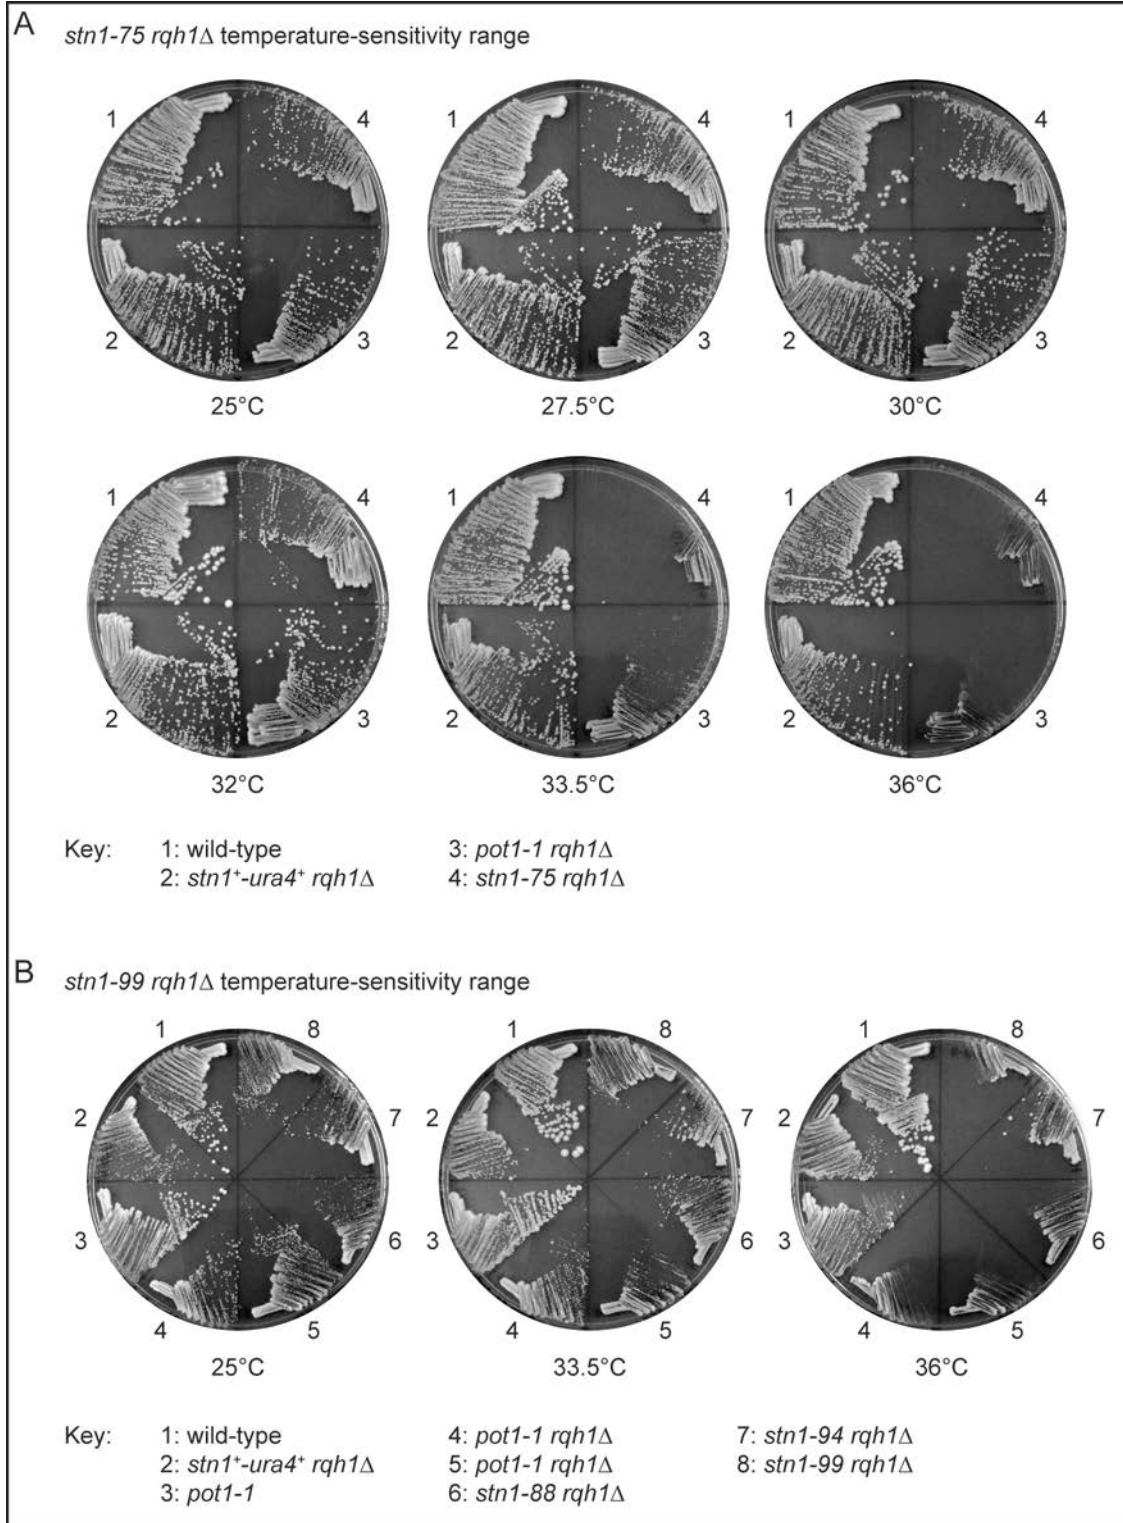 A
stn1-75 rqh1Δ temperature-sensitivity range
1 4 1 4 1 4
2 3 2 3 2 3
25°C 27.5°C 30°C
1 4 1 4 1 4
2 3 2 3 2 3
32°C 33.5°C 36°C
Key: 1: wild-type 3: pot1-1 rqh1Δ
2: stn1⁺-ura4⁺ rqh1Δ 4: stn1-75 rqh1Δ
B
stn1-99 rqh1Δ temperature-sensitivity range
1 8 1 8 1 8
2 7 2 7 2 7
3 6 3 6 3 6
4 5 4 5 4 5
25°C 33.5°C 36°C
Key: 1: wild-type 4: pot1-1 rqh1Δ 7: stn1-94 rqh1Δ
2: stn1⁺-ura4⁺ rqh1Δ 5: pot1-1 rqh1Δ 8: stn1-99 rqh1Δ
3: pot1-1 6: stn1-88 rqh1Δ